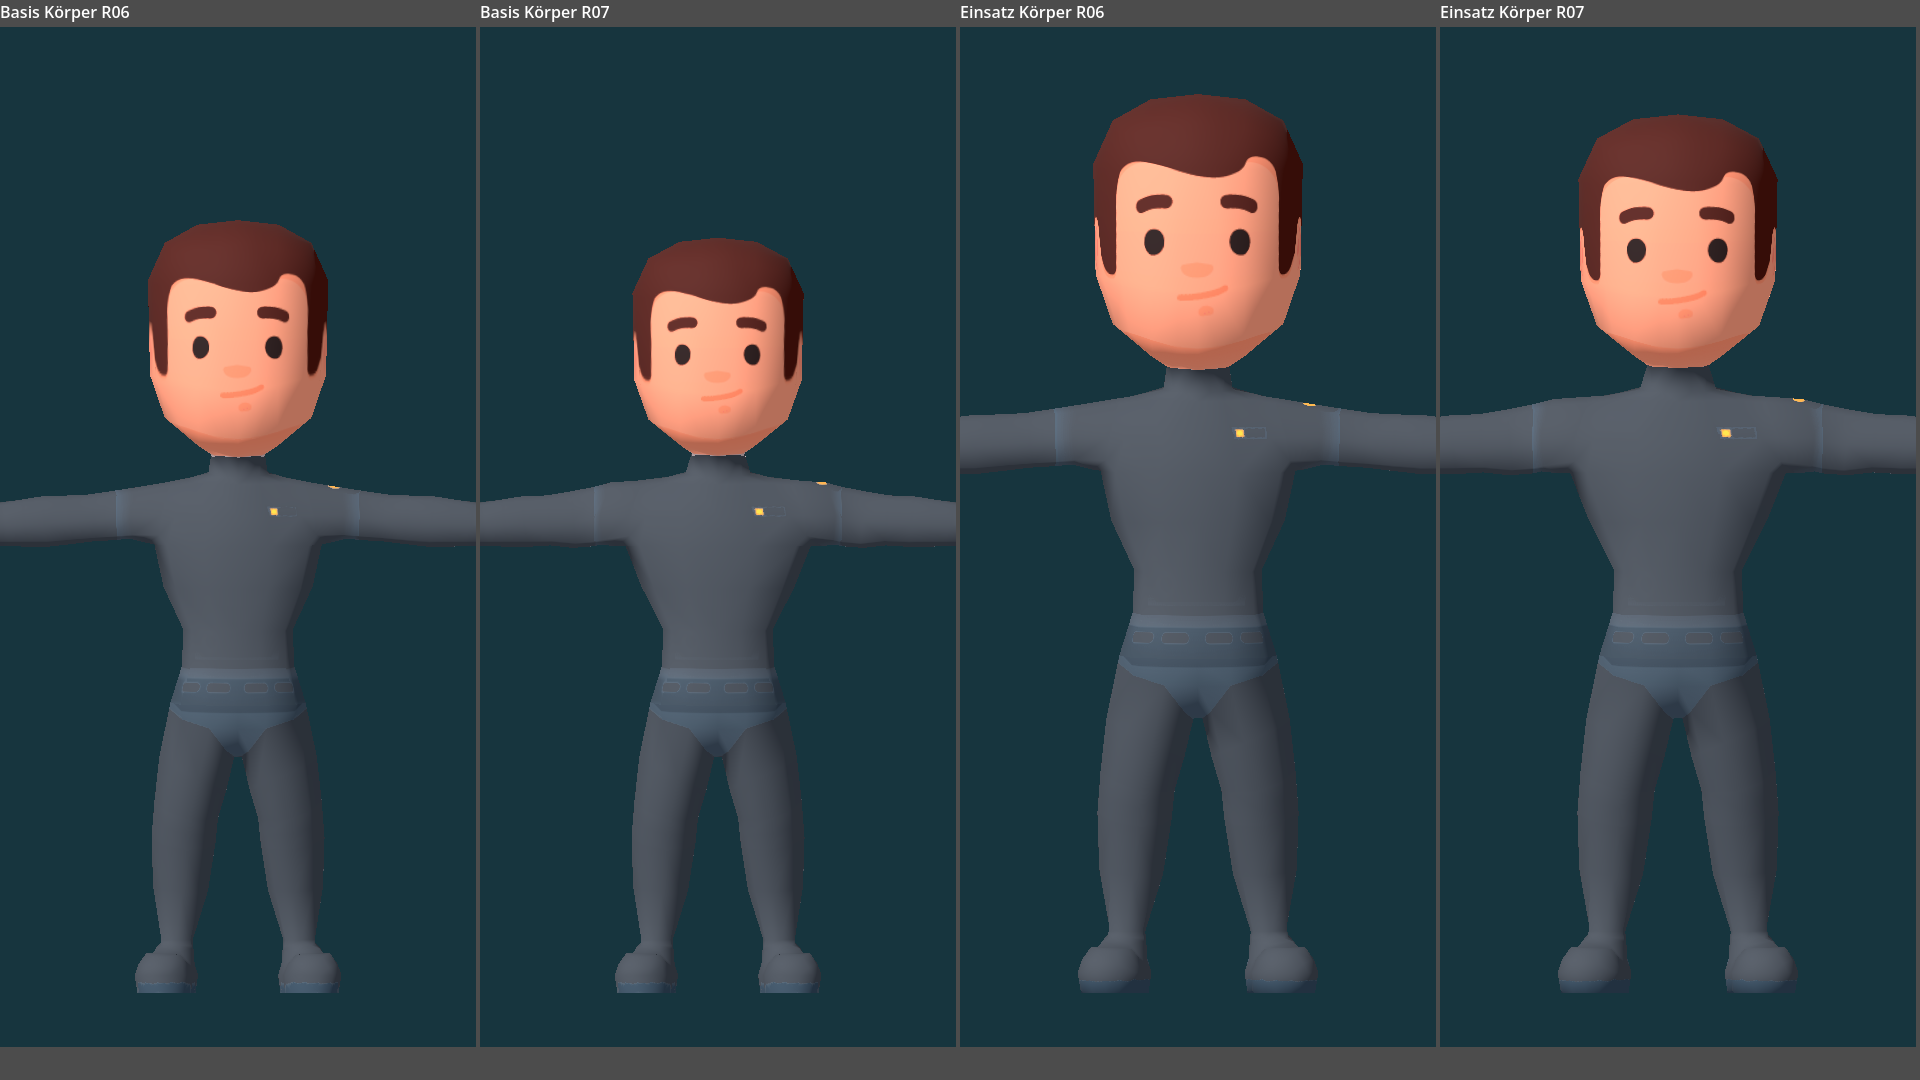 Basis Körper R06
Basis Körper R07
Einsatz Körper R06
Einsatz Körper R07